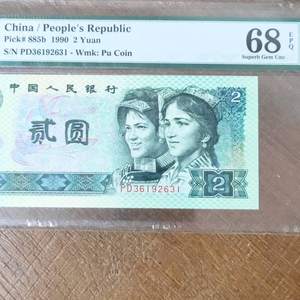 China / People's Republic
Pick# 885b 1990 2 Yuan
S/N PD36192631 - Wmk: Pu Coin
68 EPQ
Superb Gem Unc
中国人民银行
2
贰圆
PD36192631
2